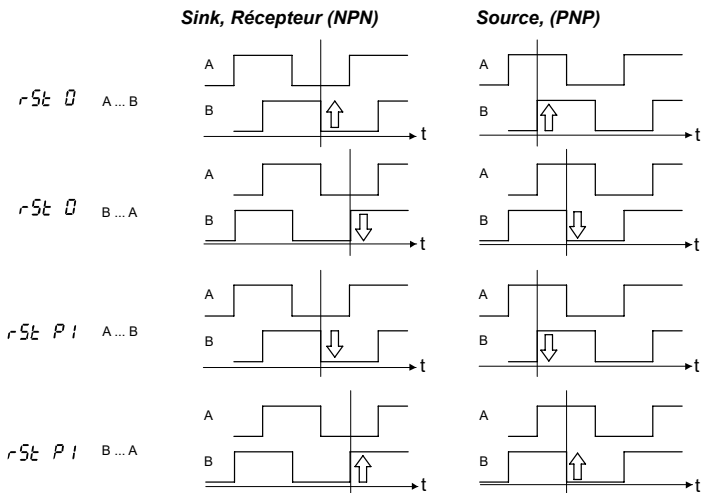 Sink, Récepteur (NPN) Source, (PNP)
A A
rSt 0 A ... B
B B
t t
A A
rSt 0 B ... A
B B
t t
A A
rSt P1 A ... B
B B
t t
A A
rSt P1 B ... A
B B
t t